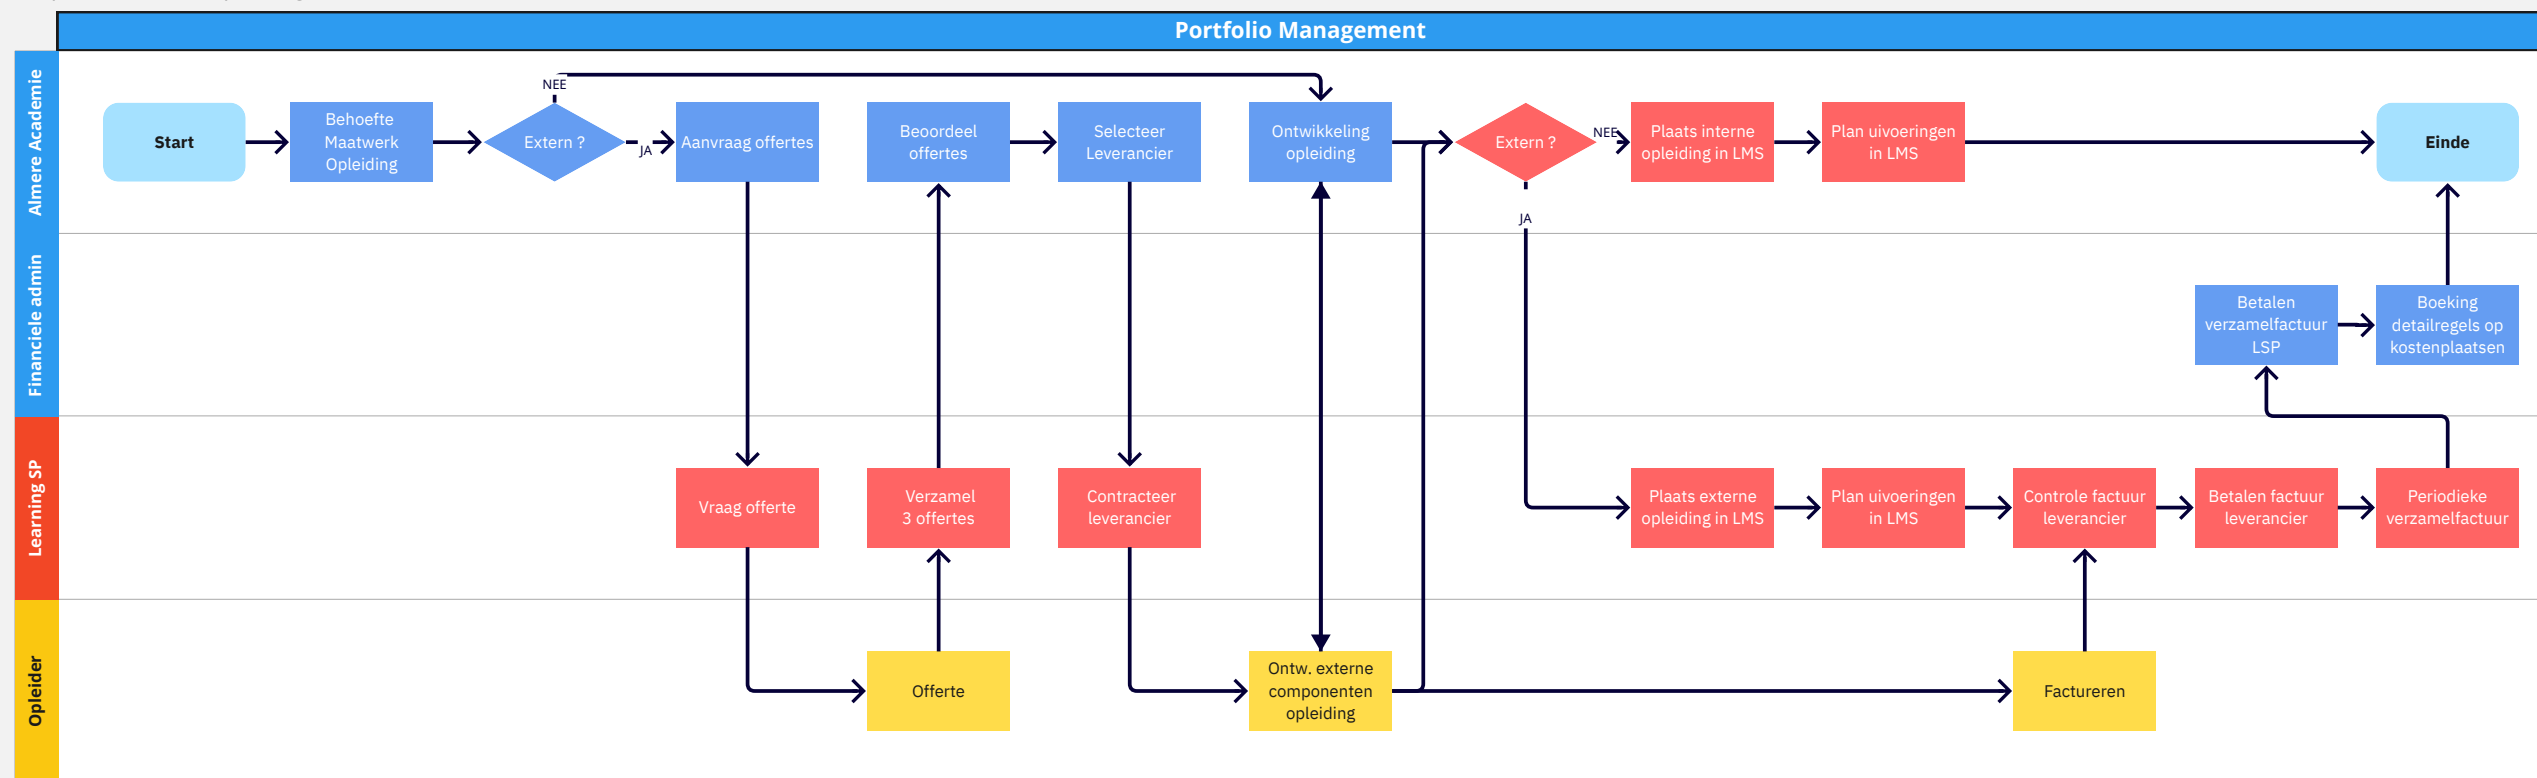 Portfolio Management
Almere Academie
NEE
Start
Behoefte
Maatwerk
Opleiding
Extern ?
JA
Aanvraag offertes
Beoordeel
offertes
Selecteer
Leverancier
Ontwikkeling
opleiding
Extern ?
NEE
Plaats interne
opleiding in LMS
Plan uivoeringen
in LMS
Einde
JA
Financiele admin
Betalen
verzamelfactuur
LSP
Boeking
detailregels op
kostenplaatsen
Learning SP
Vraag offerte
Verzamel
3 offertes
Contracteer
leverancier
Plaats externe
opleiding in LMS
Plan uivoeringen
in LMS
Controle factuur
leverancier
Betalen factuur
leverancier
Periodieke
verzamelfactuur
Opleider
Offerte
Ontw. externe
componenten
opleiding
Factureren